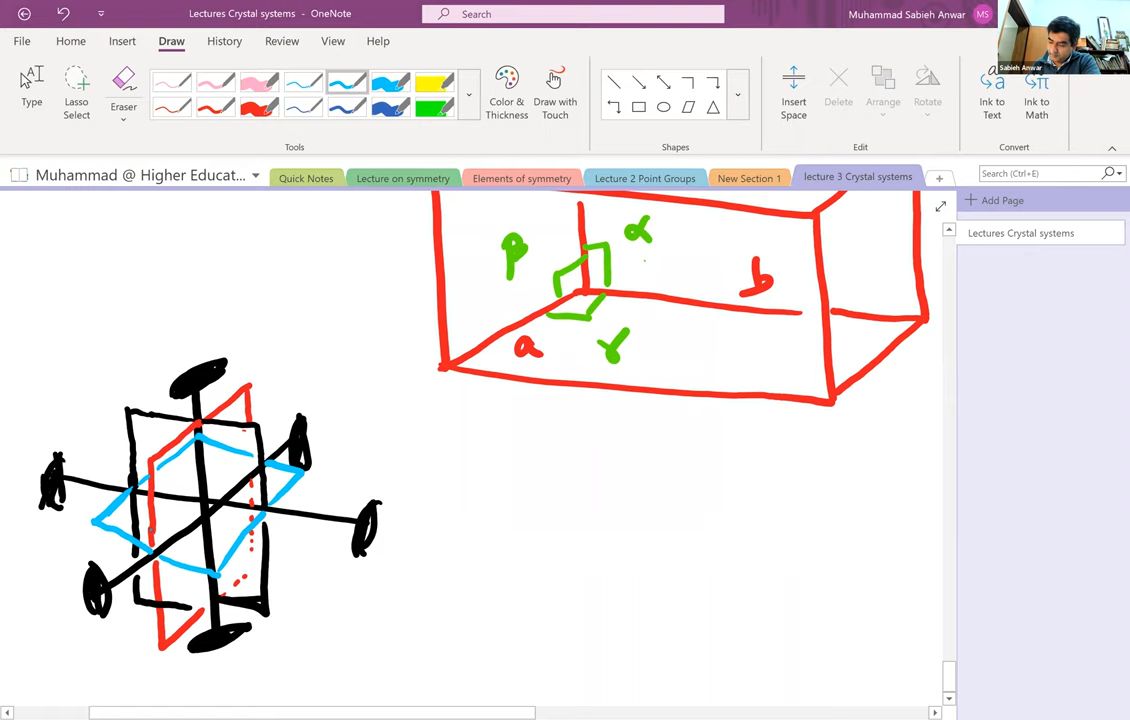 Lectures Crystal systems - OneNote
Search
Muhammad Sabieh Anwar
MS
Sabieh Anwar
File
Home
Insert
Draw
History
Review
View
Help
Type
Lasso Select
Eraser
Color & Thickness
Draw with Touch
Insert Space
Delete
Arrange
Rotate
Ink to Text
Ink to Math
Tools
Shapes
Edit
Convert
Muhammad @ Higher Educat...
Quick Notes
Lecture on symmetry
Elements of symmetry
Lecture 2 Point Groups
New Section 1
lecture 3 Crystal systems
Search (Ctrl+E)
Add Page
Lectures Crystal systems
β
α
b
a
γ